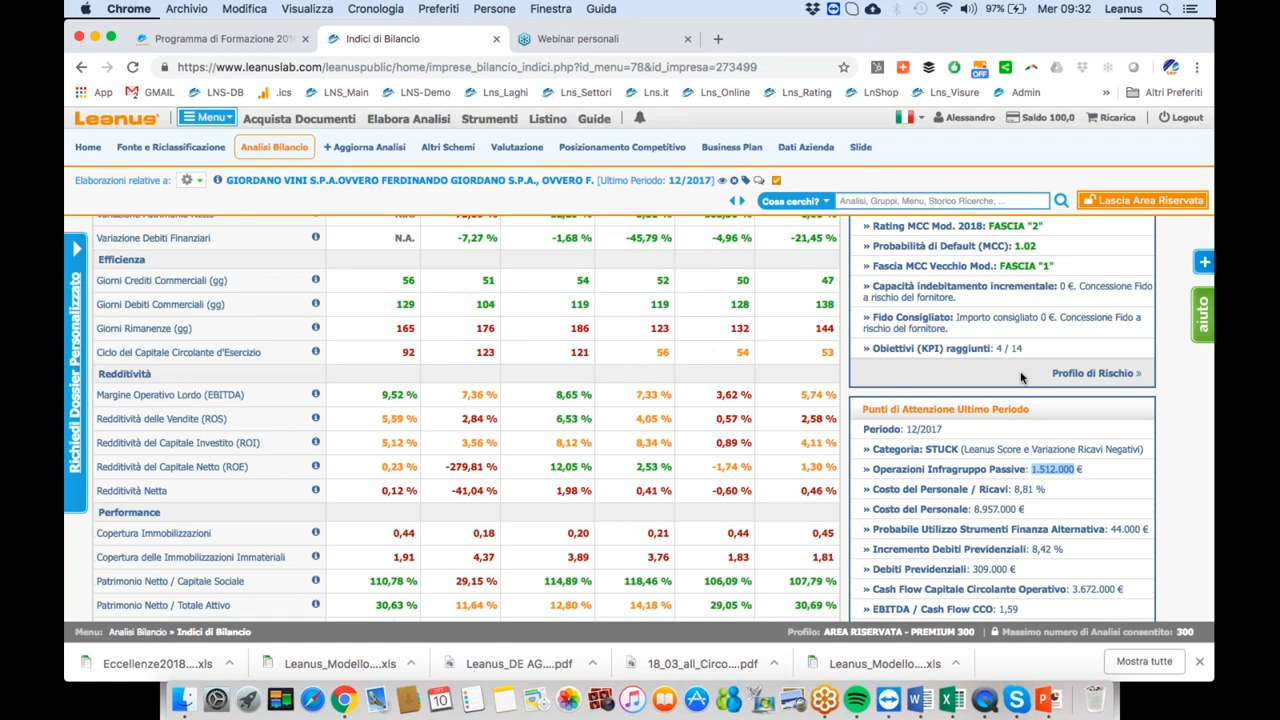 Chrome Archivio Modifica Visualizza Cronologia Preferiti Persone Finestra Guida 97% Mer 09:32 Leanus
Programma di Formazione 201 Indici di Bilancio Webinar personali
https://www.leanuslab.com/leanuspublic/home/imprese_bilancio_indici.php?id_menu=78&id_impresa=273499
App GMAIL LNS-DB .ics LNS_Main LNS-Demo Lns_Laghi Lns_Settori Lns.it Lns_Online Lns_Rating LnShop Lns_Visure Admin » Altri Preferiti
Leanus Menu Acquista Documenti Elabora Analisi Strumenti Listino Guide Alessandro Saldo 100,0 Ricarica Logout
Home Fonte e Riclassificazione Analisi Bilancio + Aggiorna Analisi Altri Schemi Valutazione Posizionamento Competitivo Business Plan Dati Azienda Slide
Elaborazioni relative a: GIORDANO VINI S.P.A.OVVERO FERDINANDO GIORDANO S.P.A., OVVERO F. [Ultimo Periodo: 12/2017]
Cosa cerchi? Analisi, Gruppi, Menu, Storico Ricerche, ... Lascia Area Riservata
Richiedi Dossier Personalizzato
Variazione Debiti Finanziari N.A. -7,27 % -1,68 % -45,79 % -4,96 % -21,45 %
Efficienza
Giorni Crediti Commerciali (gg) 56 51 54 52 50 47
Giorni Debiti Commerciali (gg) 129 104 119 119 128 138
Giorni Rimanenze (gg) 165 176 186 123 132 144
Ciclo del Capitale Circolante d'Esercizio 92 123 121 56 54 53
Redditività
Margine Operativo Lordo (EBITDA) 9,52 % 7,36 % 8,65 % 7,33 % 3,62 % 5,74 %
Redditività delle Vendite (ROS) 5,59 % 2,84 % 6,53 % 4,05 % 0,57 % 2,58 %
Redditività del Capitale Investito (ROI) 5,12 % 3,56 % 8,12 % 8,34 % 0,89 % 4,11 %
Redditività del Capitale Netto (ROE) 0,23 % -279,81 % 12,05 % 2,53 % -1,74 % 1,30 %
Redditività Netta 0,12 % -41,04 % 1,98 % 0,41 % -0,60 % 0,46 %
Performance
Copertura Immobilizzazioni 0,44 0,18 0,20 0,21 0,44 0,45
Copertura delle Immobilizzazioni Immateriali 1,91 4,37 3,89 3,76 1,83 1,81
Patrimonio Netto / Capitale Sociale 110,78 % 29,15 % 114,89 % 118,46 % 106,09 % 107,79 %
Patrimonio Netto / Totale Attivo 30,63 % 11,64 % 12,80 % 14,18 % 29,05 % 30,69 %
» Rating MCC Mod. 2018: FASCIA "2"
» Probabilità di Default (MCC): 1.02
» Fascia MCC Vecchio Mod.: FASCIA "1"
» Capacità indebitamento incrementale: 0 €. Concessione Fido
a rischio del fornitore.
» Fido Consigliato: Importo consigliato 0 €. Concessione Fido a
rischio del fornitore.
» Obiettivi (KPI) raggiunti: 4 / 14
Profilo di Rischio »
Punti di Attenzione Ultimo Periodo
Periodo: 12/2017
» Categoria: STUCK (Leanus Score e Variazione Ricavi Negativi)
» Operazioni Infragruppo Passive: 1.512.000 €
» Costo del Personale / Ricavi: 8,81 %
» Costo del Personale: 8.957.000 €
» Probabile Utilizzo Strumenti Finanza Alternativa: 44.000 €
» Incremento Debiti Previdenziali: 8,42 %
» Debiti Previdenziali: 309.000 €
» Cash Flow Capitale Circolante Operativo: 3.672.000 €
» EBITDA / Cash Flow CCO: 1,59
aiuto
Menu: Analisi Bilancio » Indici di Bilancio Profilo: AREA RISERVATA - PREMIUM 300 | Massimo numero di Analisi consentito: 300
Eccellenze2018....xls Leanus_Modello....xls Leanus_DE AG....pdf 18_03_all_Circo....pdf Leanus_Modello....xls Mostra tutte